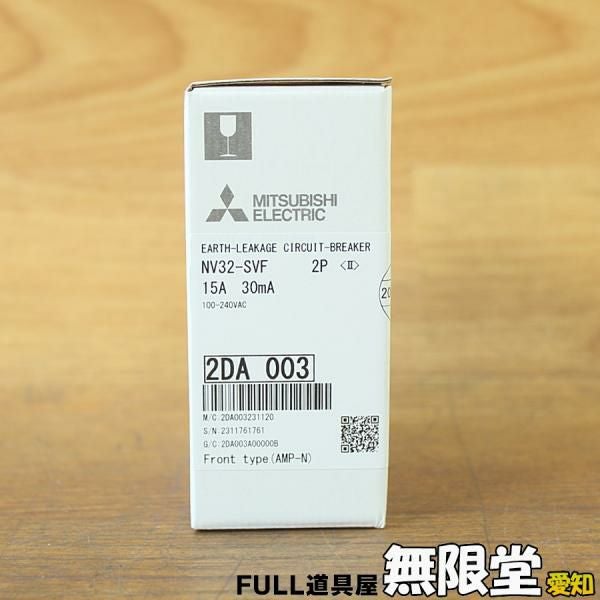 MITSUBISHI
ELECTRIC
EARTH-LEAKAGE CIRCUIT-BREAKER
NV32-SVF 2P <II>
15A 30mA
100-240VAC
20
2DA 003
M/C:2DA003231120
S/N:2311761761
G/C:2DA003A00000B
Front type(AMP-N)
FULL道具屋 無限堂 愛知